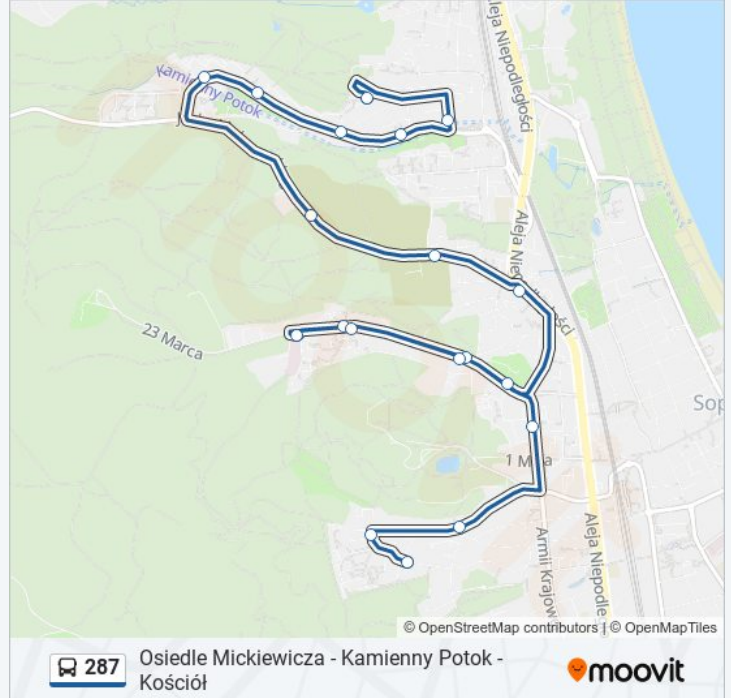 Aleja Niepodległości
Kamienny Potok
Aleja Niepodległości
23 Marca
Sop
1 Maja
Armii Krajow
Aleja Niepodle
© OpenStreetMap contributors | © OpenMapTiles
287
Osiedle Mickiewicza - Kamienny Potok -
Kościół
moovit